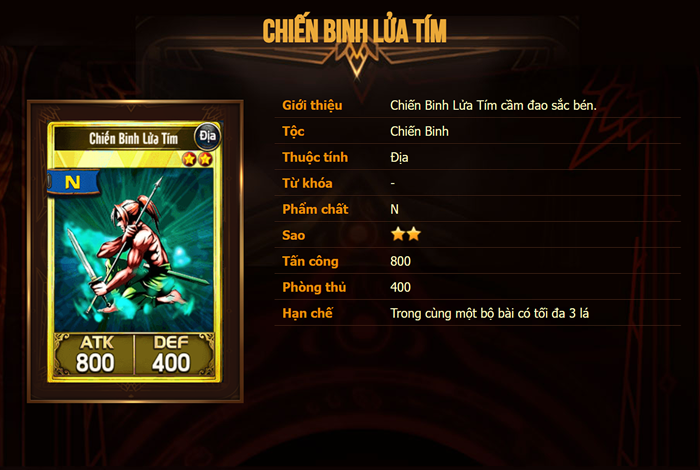 CHIẾN BINH LỬA TÍM
Chiến Binh Lửa Tím
Địa
N
ATK
800
DEF
400
Giới thiệu Chiến Binh Lửa Tím cầm đao sắc bén.
Tộc Chiến Binh
Thuộc tính Địa
Từ khóa -
Phẩm chất N
Sao
Tấn công 800
Phòng thủ 400
Hạn chế Trong cùng một bộ bài có tối đa 3 lá